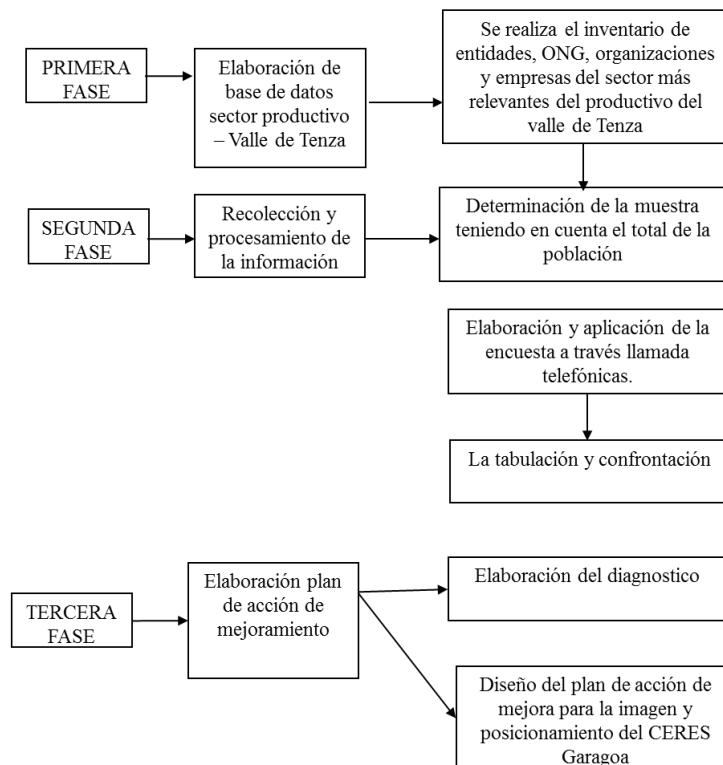 PRIMERA
FASE
Elaboración de
base de datos
sector productivo
– Valle de Tenza
Se realiza el inventario de
entidades, ONG, organizaciones
y empresas del sector más
relevantes del productivo del
valle de Tenza
SEGUNDA
FASE
Recolección y
procesamiento de
la información
Determinación de la muestra
teniendo en cuenta el total de la
población
Elaboración y aplicación de la
encuesta a través llamada
telefónicas.
La tabulación y confrontación
TERCERA
FASE
Elaboración plan
de acción de
mejoramiento
Elaboración del diagnostico
Diseño del plan de acción de
mejora para la imagen y
posicionamiento del CERES
Garagoa